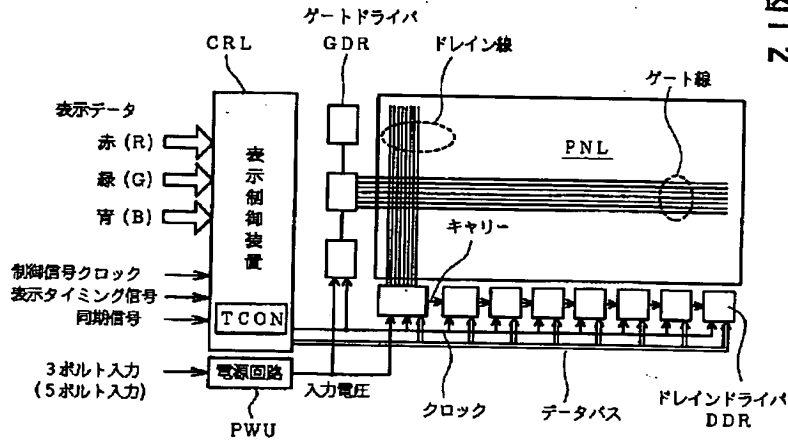 図12
ゲートドライバ
GDR
CRL
ドレイン線
ゲート線
表示データ
赤 (R)
緑 (G)
青 (B)
表示制御装置
PNL
キャリー
制御信号クロック
表示タイミング信号
同期信号
TCON
3ボルト入力
(5ボルト入力)
電源回路
入力電圧
クロック
データバス
ドレインドライバ
DDR
PWU